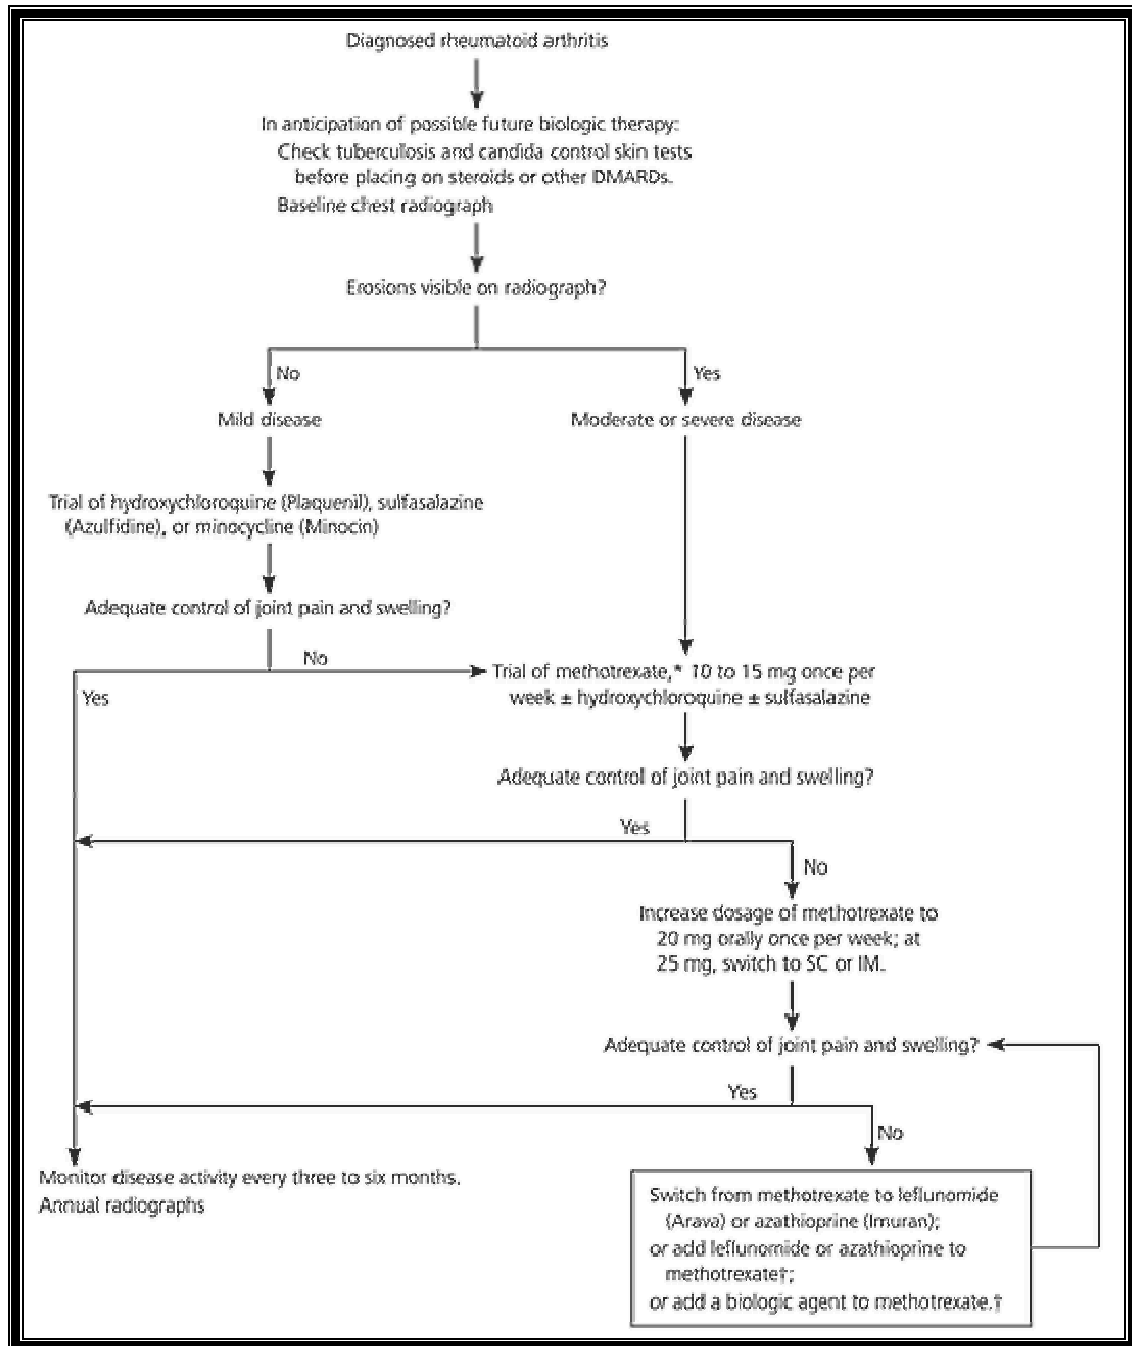 Diagnosed rheumatoid arthritis
In anticipation of possible future biologic therapy:
Check tuberculosis and candida control skin tests
before placing on steroids or other DMARDs.
Baseline chest radiograph
Erosions visible on radiograph?
No
Yes
Mild disease
Moderate or severe disease
Trial of hydroxychloroquine (Plaquenil), sulfasalazine
(Azulfidine), or minocycline (Minocin)
Adequate control of joint pain and swelling?
No
Yes
Trial of methotrexate,* 10 to 15 mg once per
week ± hydroxychloroquine ± sulfasalazine
Adequate control of joint pain and swelling?
Yes
No
Increase dosage of methotrexate to
20 mg orally once per week; at
25 mg, switch to SC or IM.
Adequate control of joint pain and swelling?
Yes
No
Monitor disease activity every three to six months.
Annual radiographs
Switch from methotrexate to leflunomide
(Arava) or azathioprine (Imuran);
or add leflunomide or azathioprine to
methotrexate†;
or add a biologic agent to methotrexate.†